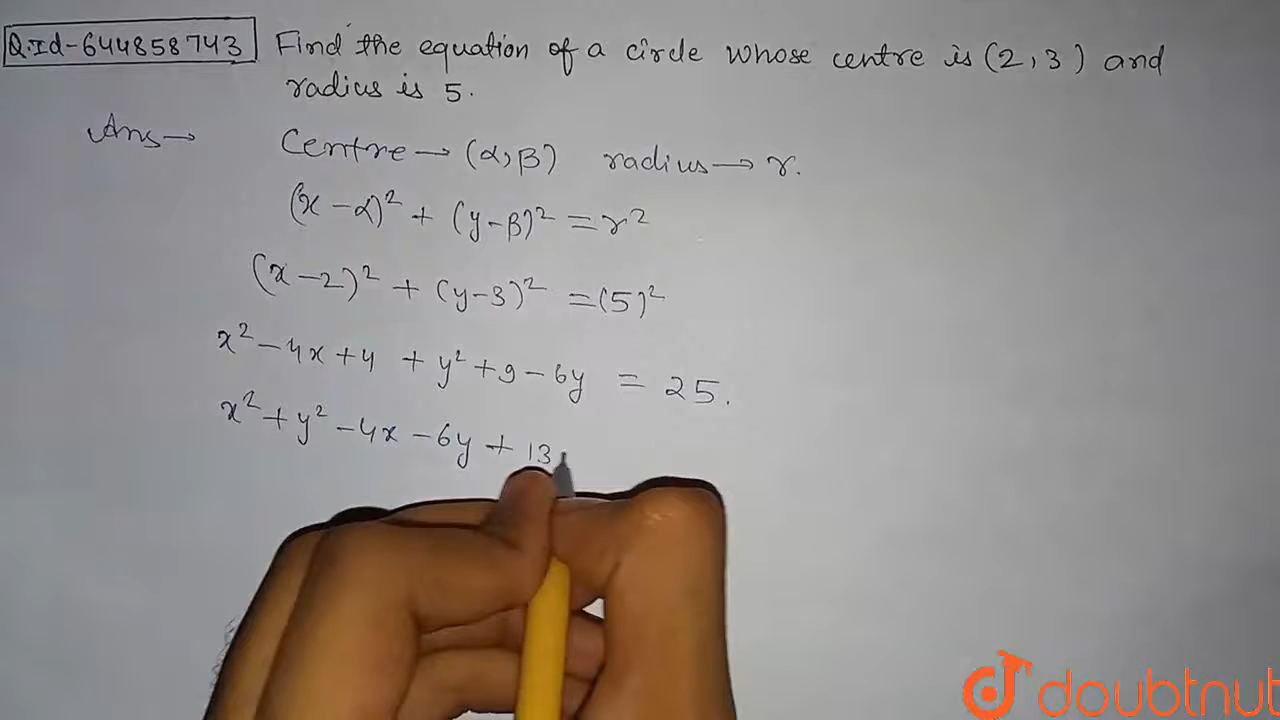 Q.Id-644858743 Find the equation of a circle whose centre is (2,3) and
radius is 5.
Ans→ Centre → (α,β) radius → r.
(x-α)² + (y-β)² = r²
(x-2)² + (y-3)² = (5)²
x² - 4x + 4 + y² + 9 - 6y = 25.
x² + y² - 4x - 6y + 13
doubtnut